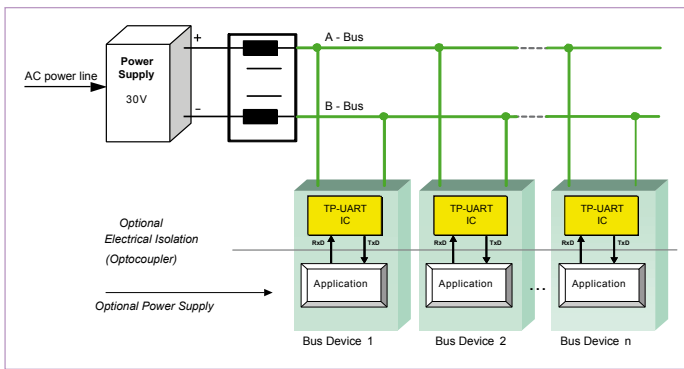 AC power line
Power
Supply
30V
+
–
A - Bus
B - Bus
Optional
Electrical Isolation
(Optocoupler)
Optional Power Supply
TP-UART
IC
RxD
TxD
Application
Bus Device 1
TP-UART
IC
RxD
TxD
Application
Bus Device 2
...
TP-UART
IC
RxD
TxD
Application
Bus Device n